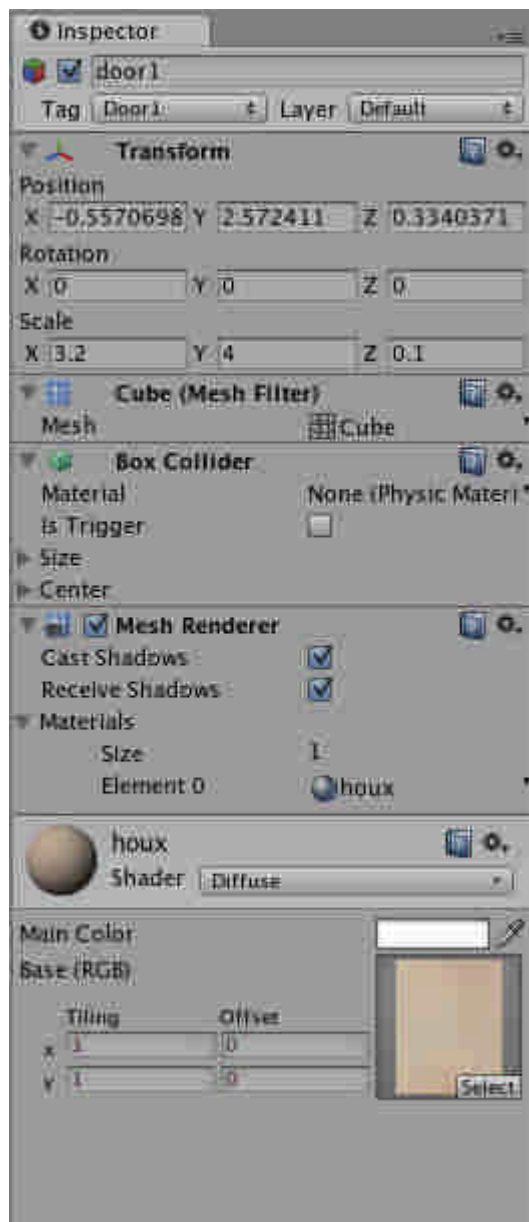 Inspector
door1
Tag Door1 Layer Default
Transform
Position
X -0.5570698 Y 2.572411 Z 0.3340371
Rotation
X 0 Y 0 Z 0
Scale
X 3.2 Y 4 Z 0.1
Cube (Mesh Filter)
Mesh Cube
Box Collider
Material None (Physic Materi
Is Trigger
Size
Center
Mesh Renderer
Cast Shadows
Receive Shadows
Materials
Size 1
Element 0 houx
houx
Shader Diffuse
Main Color
Base (RGB)
Tiling Offset
x 1 0
y 1 0
Select